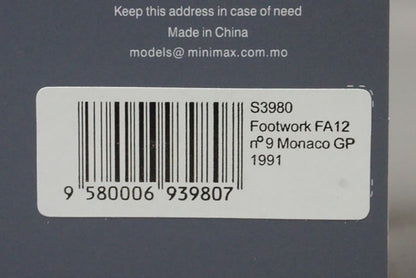 Keep this address in case of need
Made in China
models@ minimax.com.mo
S3980
Footwork FA12
nº9 Monaco GP
1991
9 580006 939807